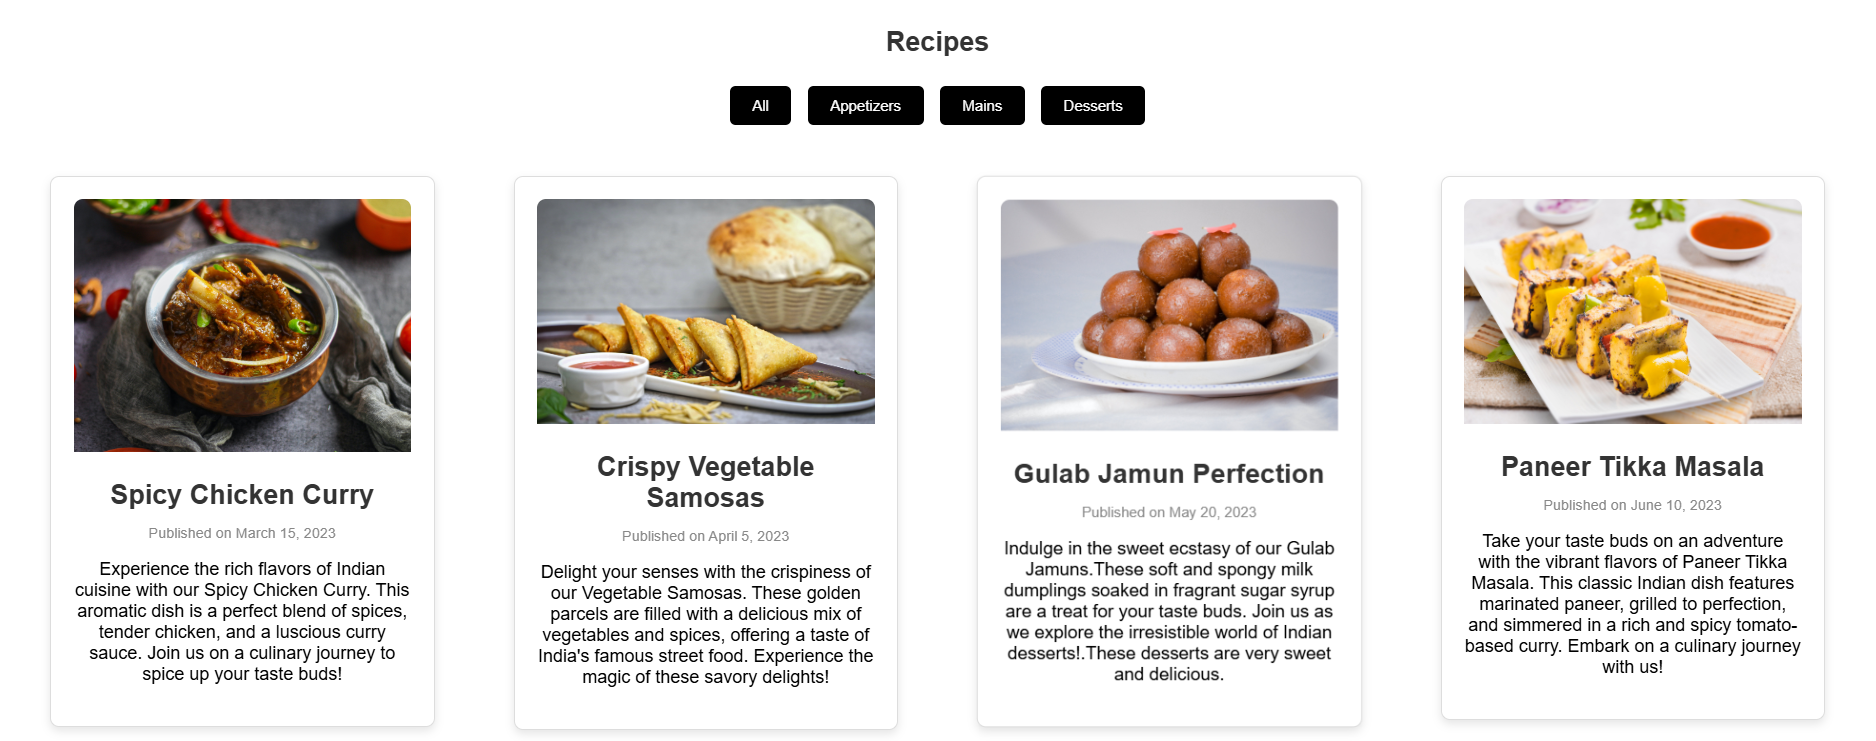 Recipes
All
Appetizers
Mains
Desserts
Spicy Chicken Curry
Published on March 15, 2023
Experience the rich flavors of Indian
cuisine with our Spicy Chicken Curry. This
aromatic dish is a perfect blend of spices,
tender chicken, and a luscious curry
sauce. Join us on a culinary journey to
spice up your taste buds!
Crispy Vegetable
Samosas
Published on April 5, 2023
Delight your senses with the crispiness of
our Vegetable Samosas. These golden
parcels are filled with a delicious mix of
vegetables and spices, offering a taste of
India's famous street food. Experience the
magic of these savory delights!
Gulab Jamun Perfection
Published on May 20, 2023
Indulge in the sweet ecstasy of our Gulab
Jamuns.These soft and spongy milk
dumplings soaked in fragrant sugar syrup
are a treat for your taste buds. Join us as
we explore the irresistible world of Indian
desserts!.These desserts are very sweet
and delicious.
Paneer Tikka Masala
Published on June 10, 2023
Take your taste buds on an adventure
with the vibrant flavors of Paneer Tikka
Masala. This classic Indian dish features
marinated paneer, grilled to perfection,
and simmered in a rich and spicy tomato-
based curry. Embark on a culinary journey
with us!